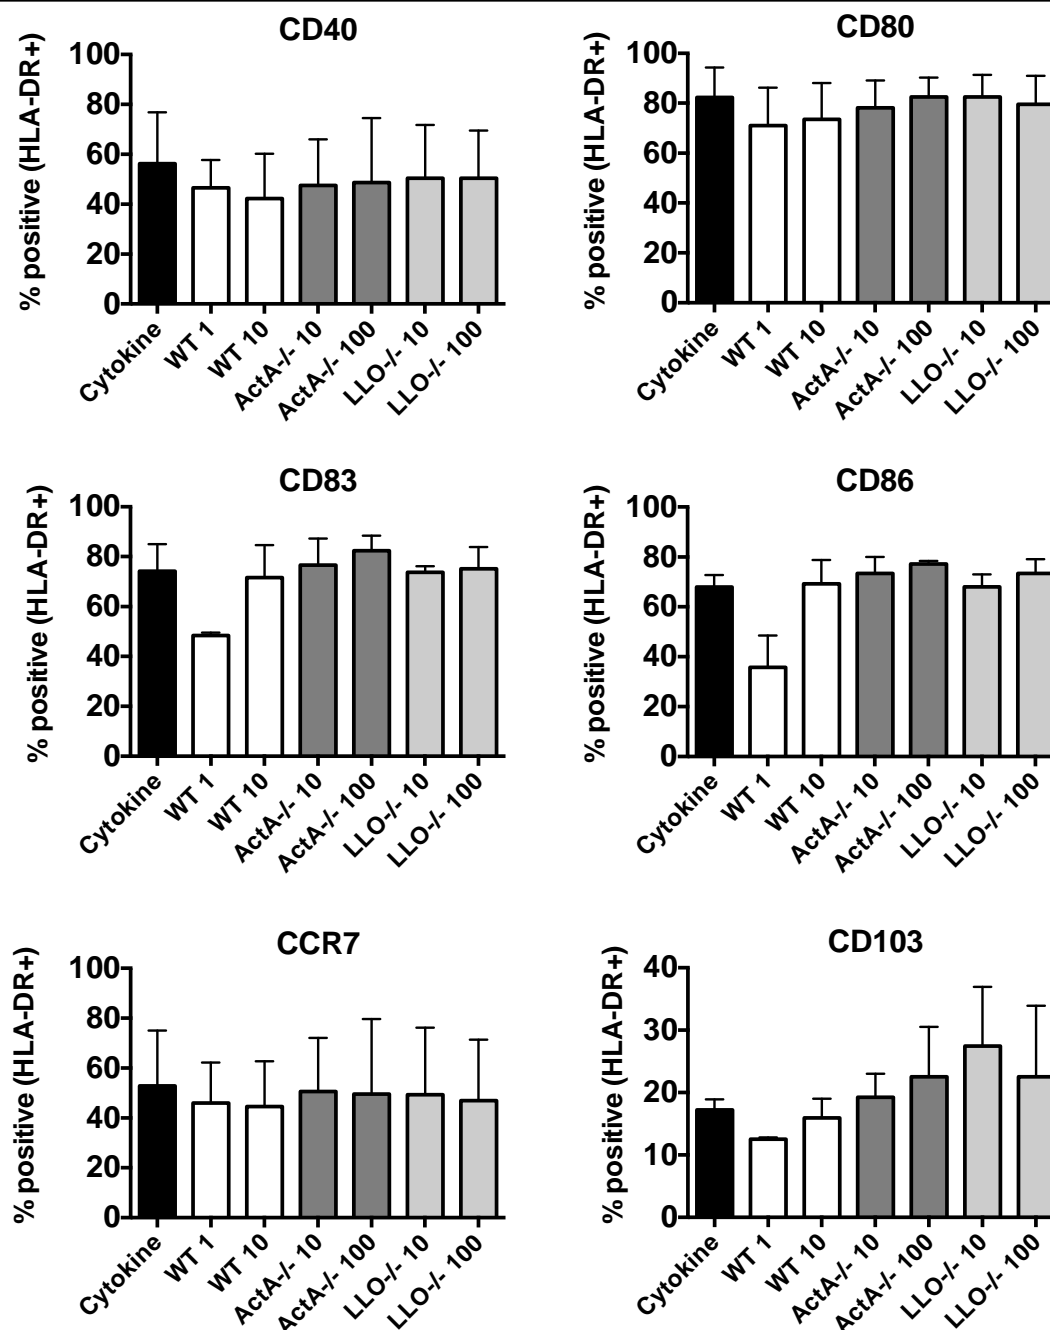 CD40
% positive (HLA-DR+)
100
80
60
40
20
0
Cytokine
WT 1
WT 10
ActA-/- 10
ActA-/- 100
LLO-/- 10
LLO-/- 100
CD80
% positive (HLA-DR+)
100
80
60
40
20
0
Cytokine
WT 1
WT 10
ActA-/- 10
ActA-/- 100
LLO-/- 10
LLO-/- 100
CD83
% positive (HLA-DR+)
100
80
60
40
20
0
Cytokine
WT 1
WT 10
ActA-/- 10
ActA-/- 100
LLO-/- 10
LLO-/- 100
CD86
% positive (HLA-DR+)
100
80
60
40
20
0
Cytokine
WT 1
WT 10
ActA-/- 10
ActA-/- 100
LLO-/- 10
LLO-/- 100
CCR7
% positive (HLA-DR+)
100
80
60
40
20
0
Cytokine
WT 1
WT 10
ActA-/- 10
ActA-/- 100
LLO-/- 10
LLO-/- 100
CD103
% positive (HLA-DR+)
40
30
20
10
0
Cytokine
WT 1
WT 10
ActA-/- 10
ActA-/- 100
LLO-/- 10
LLO-/- 100